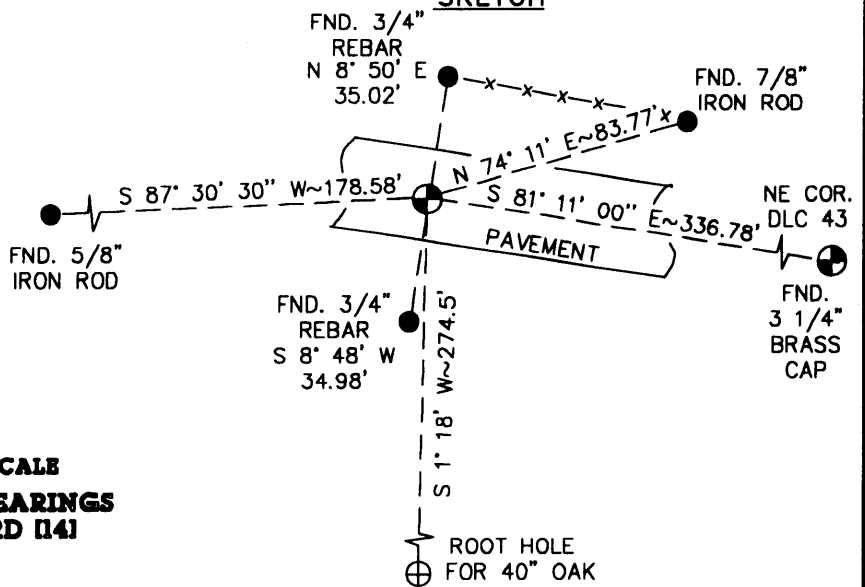 SKETCH
FND. 3/4"
REBAR
N 8° 50' E
35.02'
FND. 7/8"
IRON ROD
N 74° 11' E~83.77'
S 87° 30' 30" W~178.58'
S 81° 11' 00" E~336.78'
NE COR.
DLC 43
PAVEMENT
FND. 5/8"
IRON ROD
FND.
3 1/4"
BRASS
CAP
FND. 3/4"
REBAR
S 8° 48' W
34.98'
S 1° 18' W~274.5'
CALE
EARINGS
RD [14]
ROOT HOLE
FOR 40" OAK